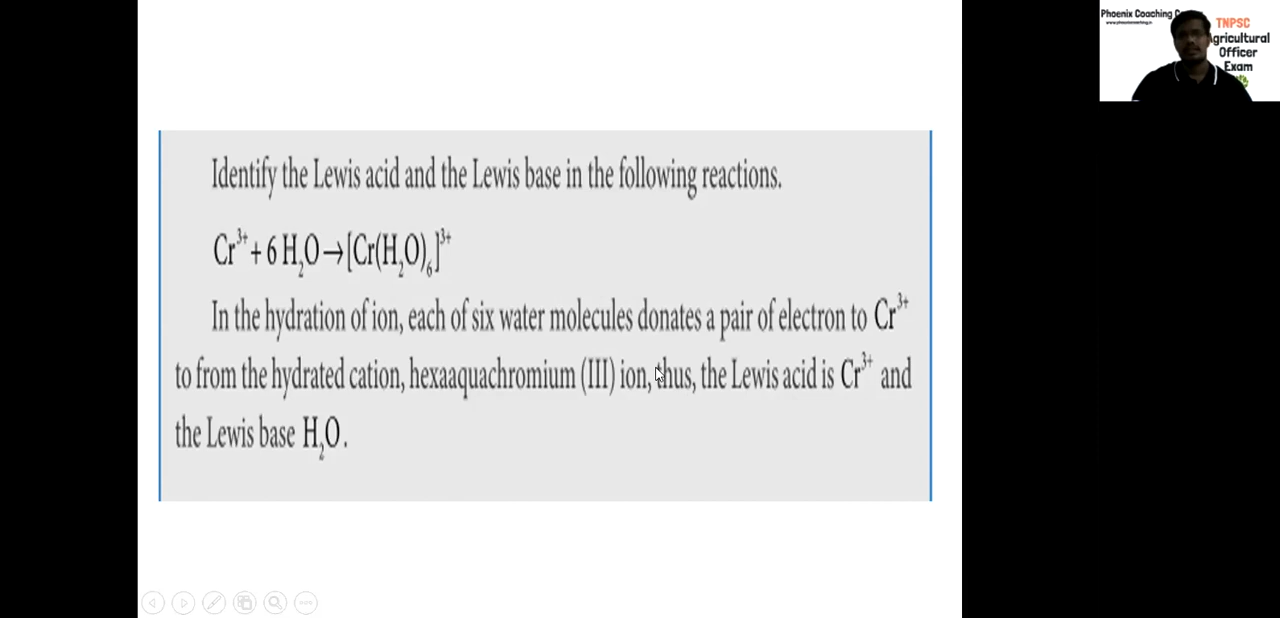 Identify the Lewis acid and the Lewis base in the following reactions.
Cr³⁺ + 6 H₂O → [Cr(H₂O)₆]³⁺
In the hydration of ion, each of six water molecules donates a pair of electron to Cr³⁺
to from the hydrated cation, hexaaquachromium (III) ion, thus, the Lewis acid is Cr³⁺ and
the Lewis base H₂O.
Phoenix Coaching
www.phoenixcoaching.in
TNPSC
Agricultural
Officer
Exam